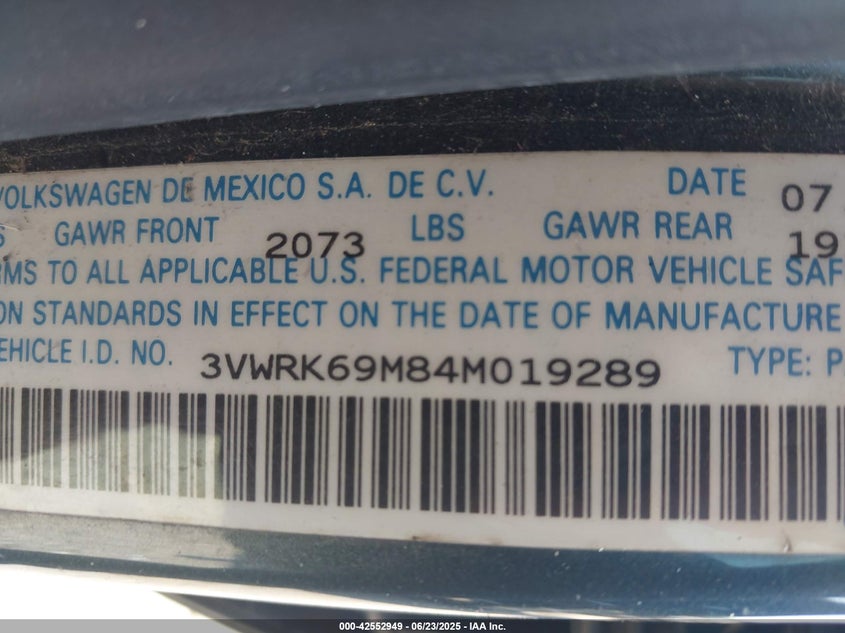 VOLKSWAGEN DE MEXICO S.A. DE C.V. DATE 07
S GAWR FRONT 2073 LBS GAWR REAR 19
RMS TO ALL APPLICABLE U.S. FEDERAL MOTOR VEHICLE SAF
ON STANDARDS IN EFFECT ON THE DATE OF MANUFACTURE
EHICLE I.D. NO. 3VWRK69M84M019289 TYPE: P
000-42552949 - 06/23/2025 - IAA Inc.